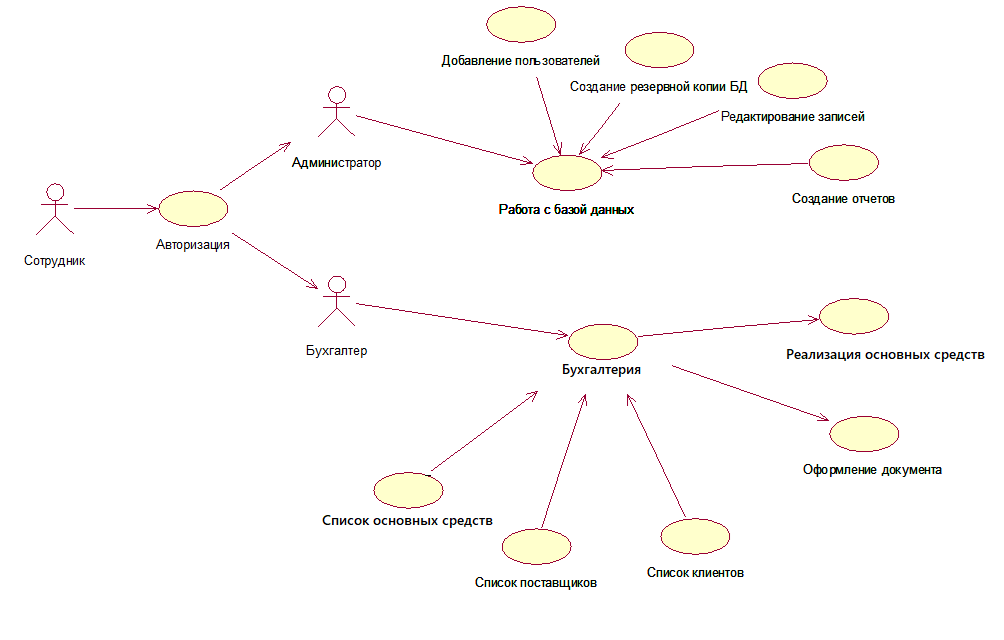 Добавление пользователей
Создание резервной копии БД
Редактирование записей
Администратор
Создание отчетов
Работа с базой данных
Авторизация
Сотрудник
Бухгалтер
Реализация основных средств
Бухгалтерия
Оформление документа
Список основных средств
Список клиентов
Список поставщиков